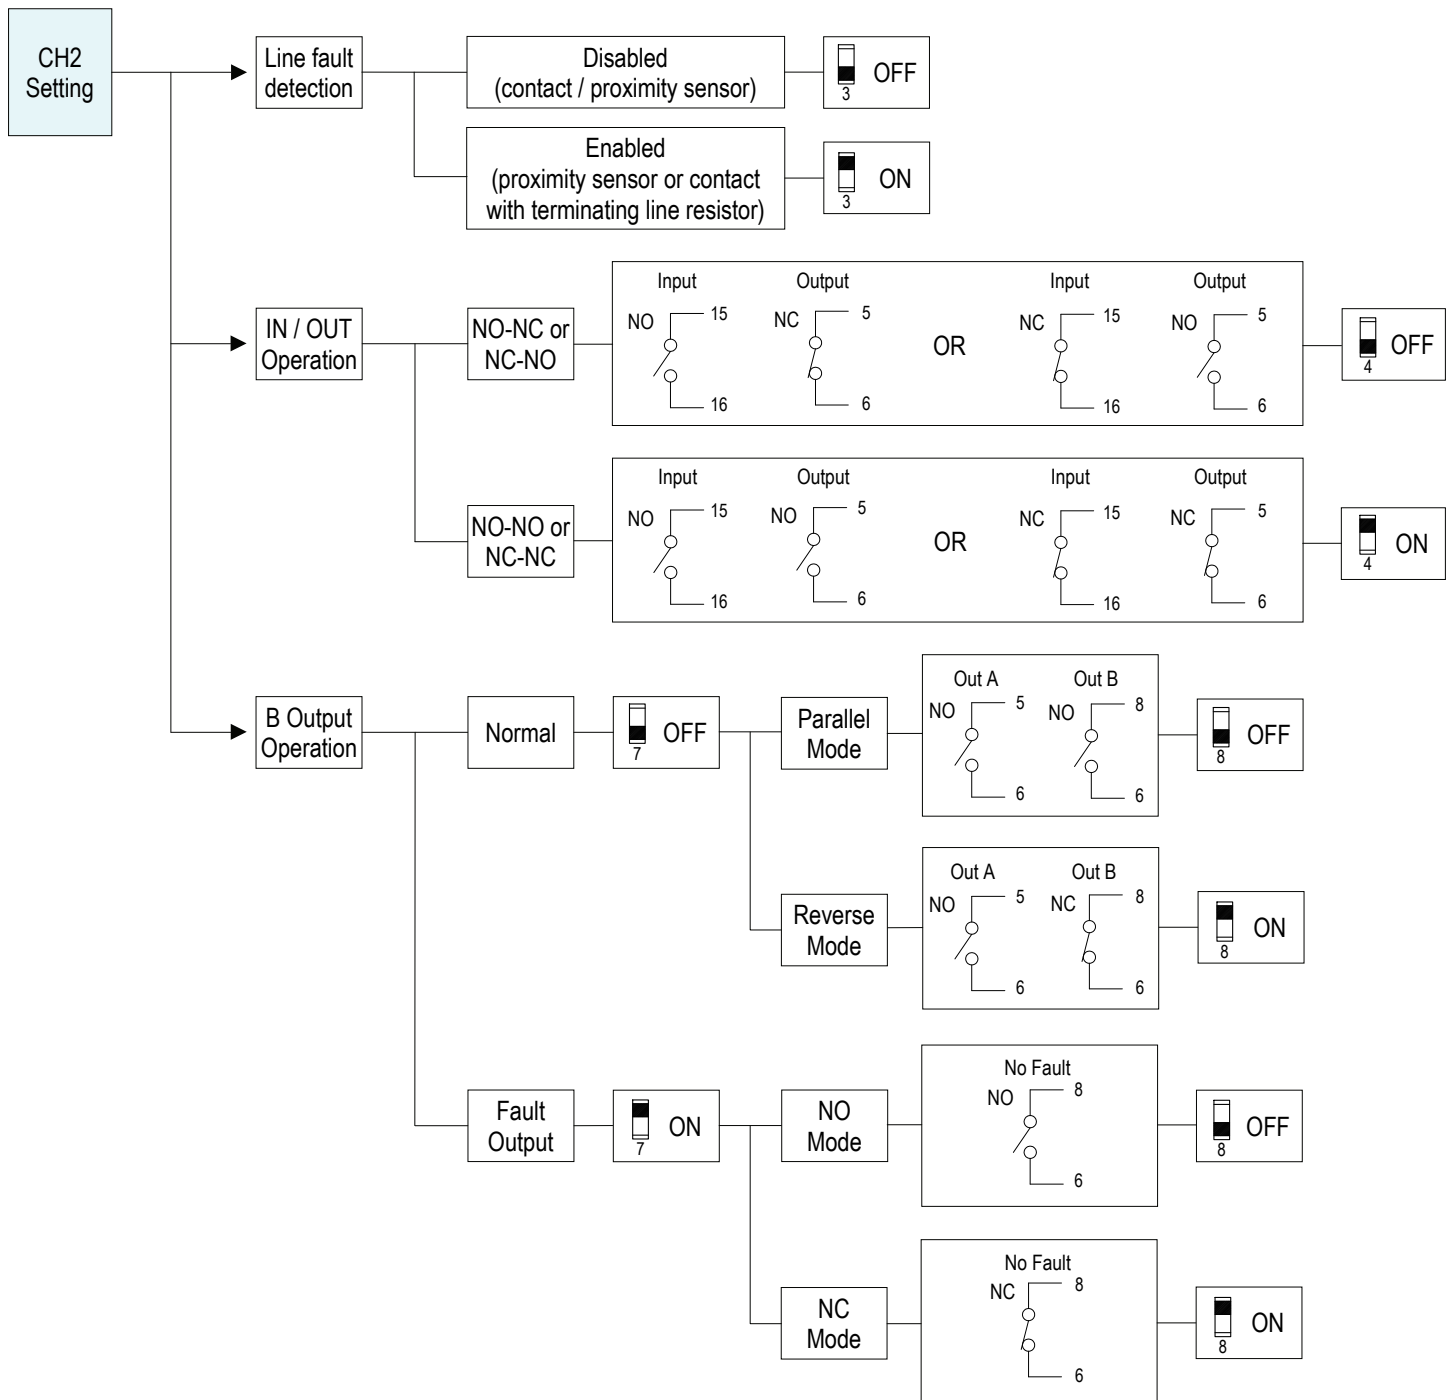 CH2
Setting
Line fault
detection
Disabled
(contact / proximity sensor)
3
OFF
Enabled
(proximity sensor or contact
with terminating line resistor)
3
ON
IN / OUT
Operation
NO-NC or
NC-NO
Input
NO
15
16
Output
NC
5
6
OR
Input
NC
15
16
Output
NO
5
6
4
OFF
NO-NO or
NC-NC
Input
NO
15
16
Output
NO
5
6
OR
Input
NC
15
16
Output
NC
5
6
4
ON
B Output
Operation
Normal
7
OFF
Parallel
Mode
Out A
NO
5
6
Out B
NO
8
6
8
OFF
Reverse
Mode
Out A
NO
5
6
Out B
NC
8
6
8
ON
Fault
Output
7
ON
NO
Mode
No Fault
NO
8
6
8
OFF
NC
Mode
No Fault
NC
8
6
8
ON